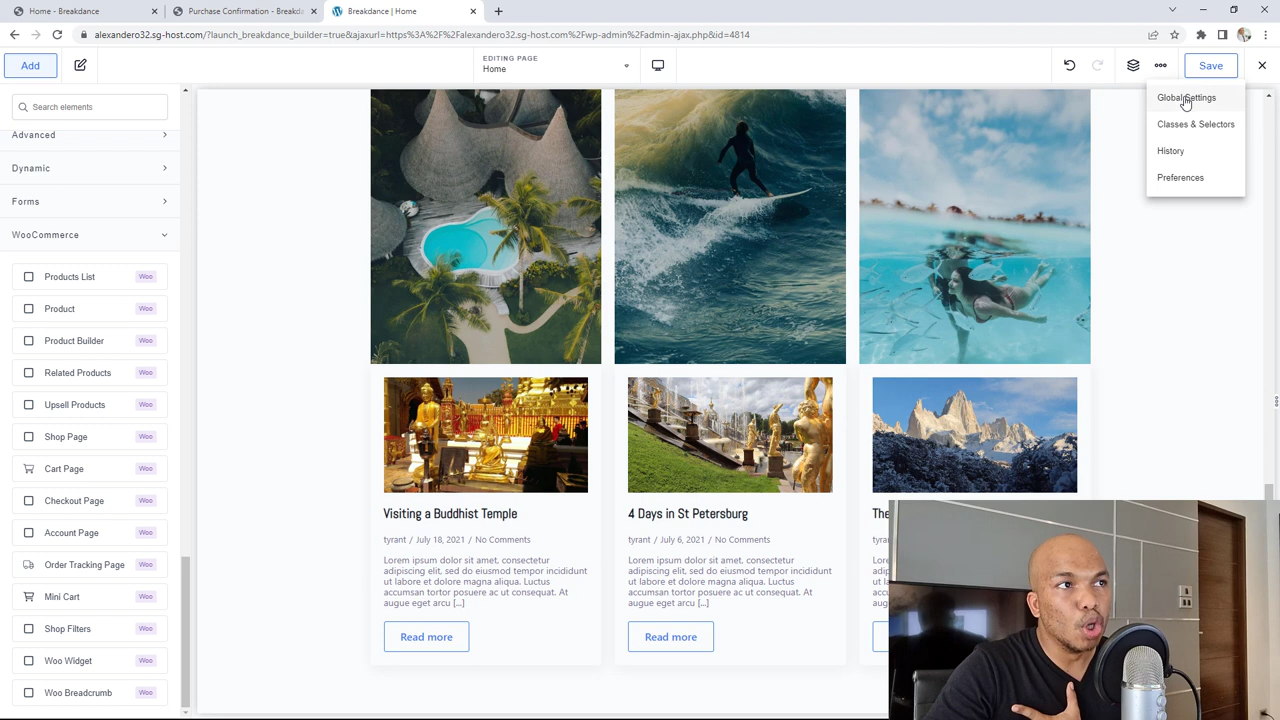 Home - Breakdance
Purchase Confirmation - Breakda
Breakdance | Home
alexandero32.sg-host.com/?launch_breakdance_builder=true&ajaxurl=https%3A%2F%2Falexandero32.sg-host.com%2Fwp-admin%2Fadmin-ajax.php&id=4814
Add
EDITING PAGE
Home
Save
Search elements
Global Settings
Classes & Selectors
History
Preferences
Advanced
Dynamic
Forms
WooCommerce
Products List Woo
Product Woo
Product Builder Woo
Related Products Woo
Upsell Products Woo
Shop Page Woo
Cart Page Woo
Checkout Page Woo
Account Page Woo
Order Tracking Page Woo
Mini Cart Woo
Shop Filters Woo
Woo Widget Woo
Woo Breadcrumb Woo
Visiting a Buddhist Temple
tyrant / July 18, 2021 / No Comments
Lorem ipsum dolor sit amet, consectetur
adipiscing elit, sed do eiusmod tempor incididunt
ut labore et dolore magna aliqua. Luctus
accumsan tortor posuere ac ut consequat. At
augue eget arcu [...]
Read more
4 Days in St Petersburg
tyrant / July 6, 2021 / No Comments
Lorem ipsum dolor sit amet, consectetur
adipiscing elit, sed do eiusmod tempor incididunt
ut labore et dolore magna aliqua. Luctus
accumsan tortor posuere ac ut consequat. At
augue eget arcu [...]
Read more
The